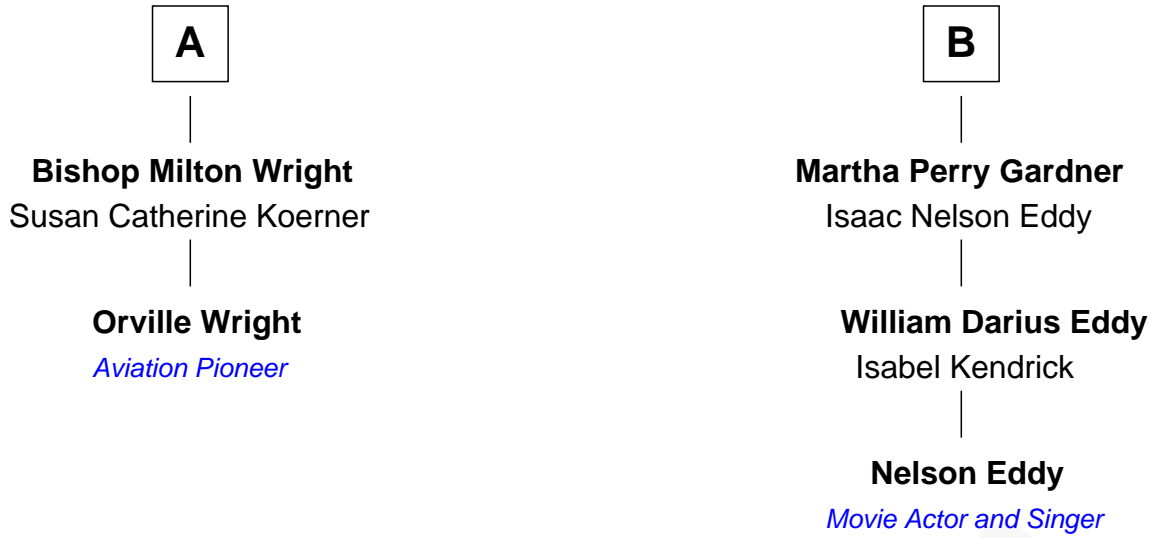 A
B
Bishop Milton Wright
Susan Catherine Koerner
Martha Perry Gardner
Isaac Nelson Eddy
Orville Wright
Aviation Pioneer
William Darius Eddy
Isabel Kendrick
Nelson Eddy
Movie Actor and Singer